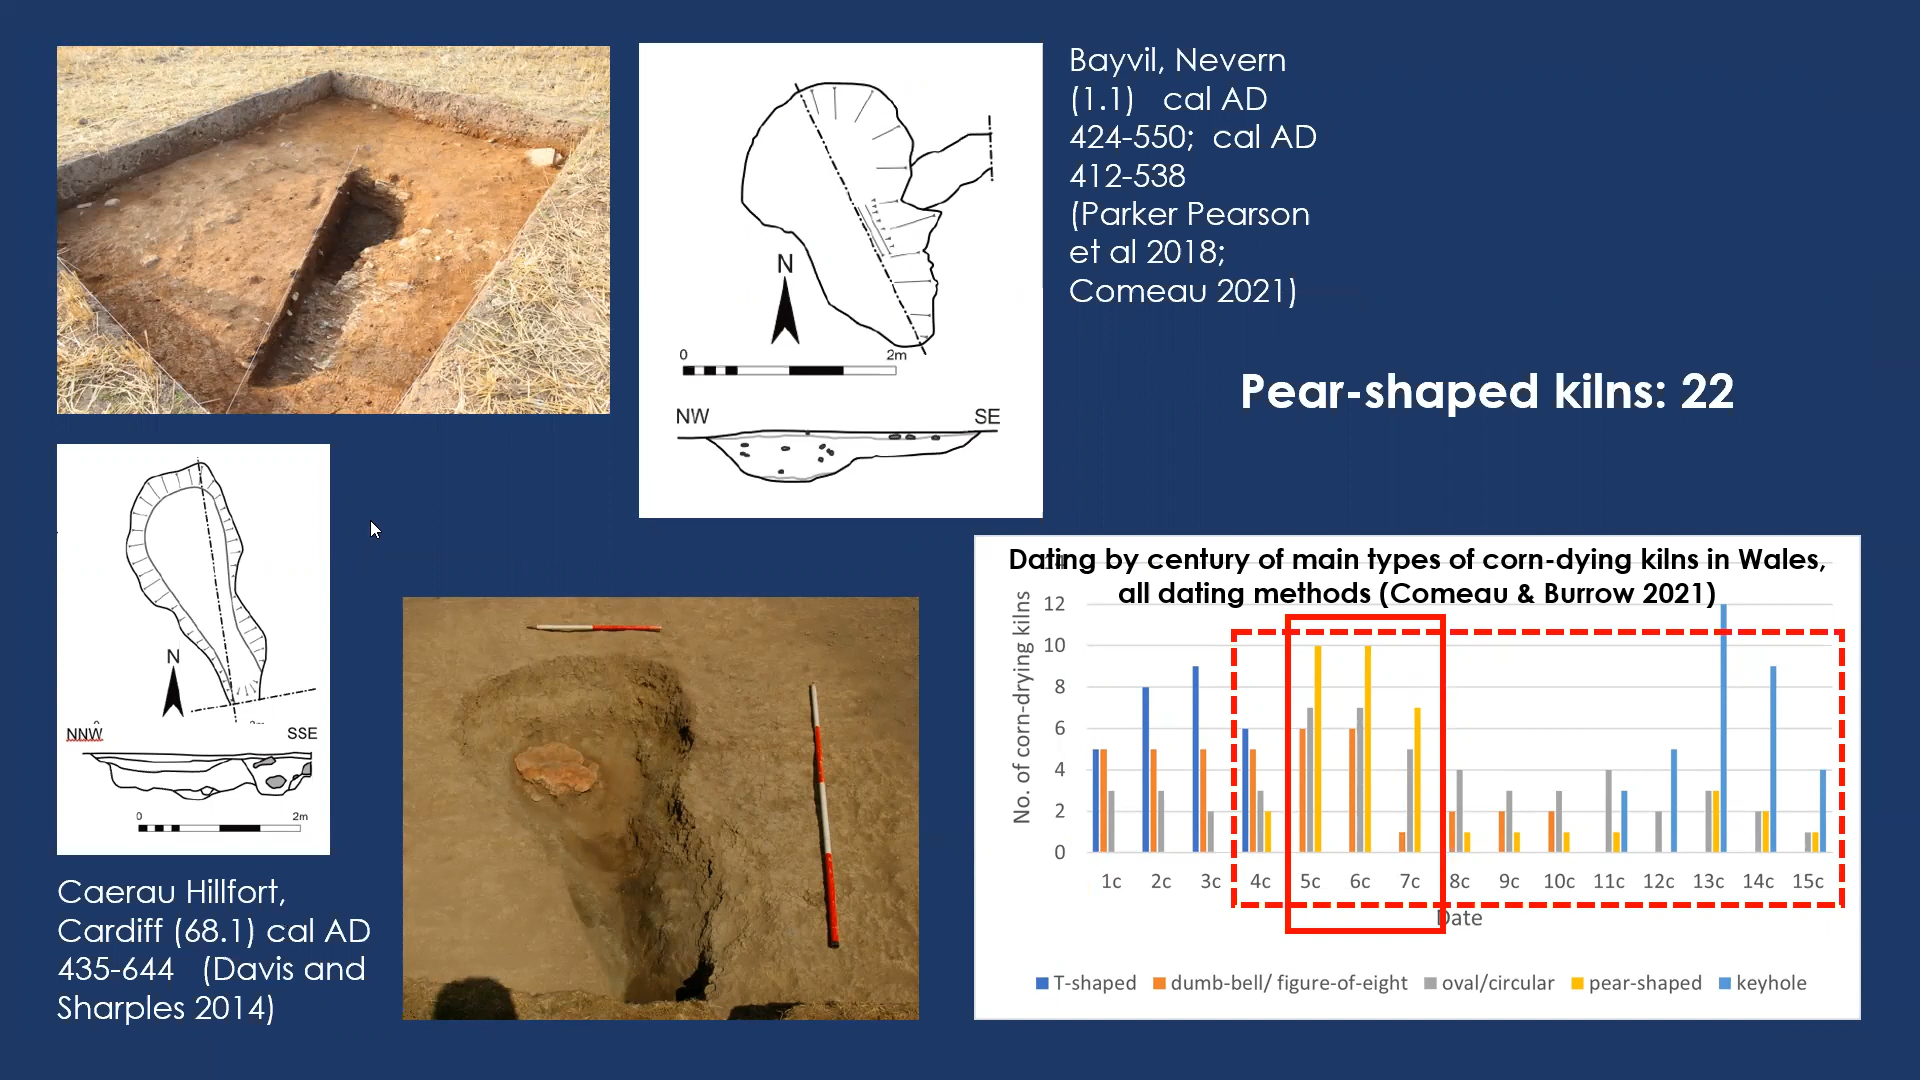 Bayvil, Nevern
(1.1) cal AD
424-550; cal AD
412-538
(Parker Pearson
et al 2018;
Comeau 2021)
N
0 2m
NW SE
Pear-shaped kilns: 22
N
NNW SSE
0 2m
Caerau Hillfort,
Cardiff (68.1) cal AD
435-644 (Davis and
Sharples 2014)
Dating by century of main types of corn-dying kilns in Wales,
all dating methods (Comeau & Burrow 2021)
No. of corn-drying kilns
14
12
10
8
6
4
2
0
1c 2c 3c 4c 5c 6c 7c 8c 9c 10c 11c 12c 13c 14c 15c
Date
T-shaped dumb-bell/ figure-of-eight oval/circular pear-shaped keyhole